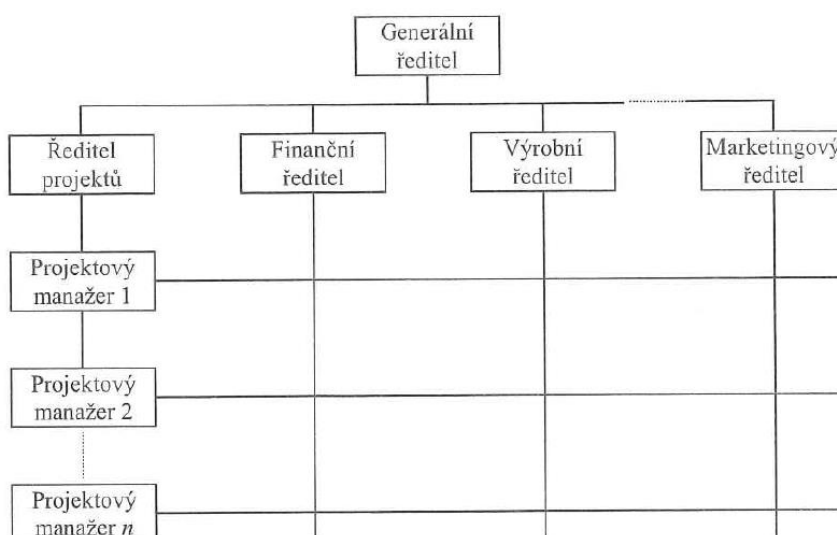 Generální
ředitel
Ředitel
projektů
Finanční
ředitel
Výrobní
ředitel
Marketingový
ředitel
Projektový
manažer 1
Projektový
manažer 2
Projektový
manažer n